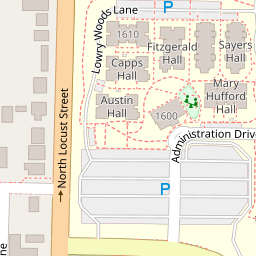 Lowry Woods Lane
P
1610
Fitzgerald
Hall
Sayers
Hall
Capps
Hall
Mary
Hufford
Hall
Austin
Hall
1600
North Locust Street
Administration Drive
P
ne